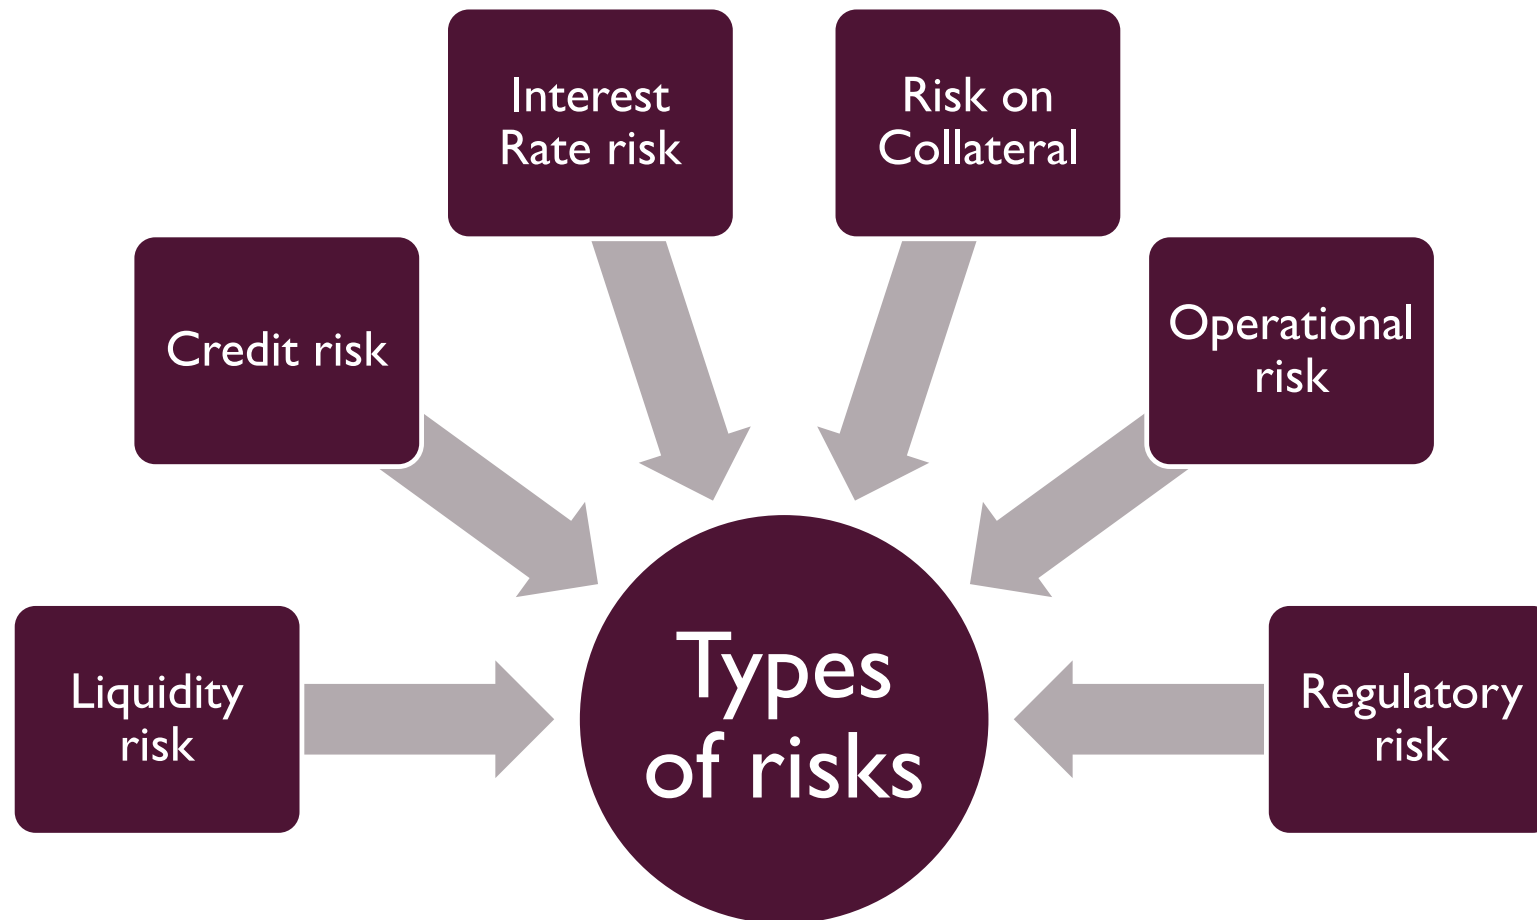 Interest
Rate risk
Risk on
Collateral
Credit risk
Operational
risk
Liquidity
risk
Types
of risks
Regulatory
risk